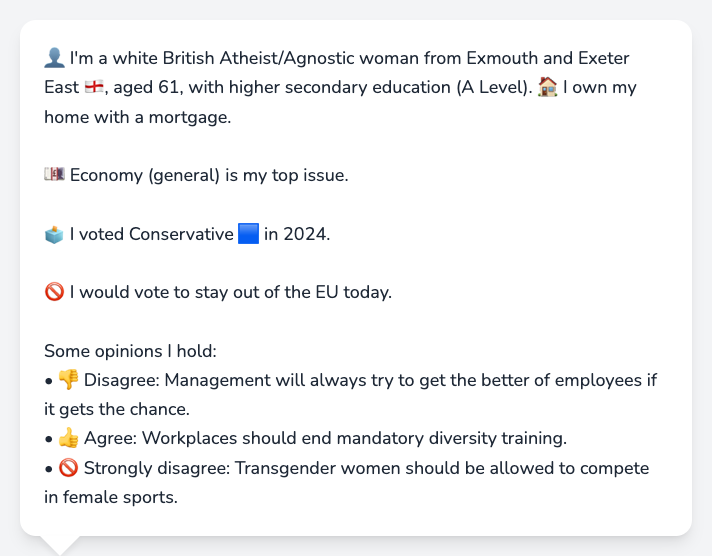 👤 I'm a white British Atheist/Agnostic woman from Exmouth and Exeter
East 🏴󠁧󠁢󠁥󠁮󠁧󠁿, aged 61, with higher secondary education (A Level). 🏠 I own my
home with a mortgage.
💷 Economy (general) is my top issue.
🗳️ I voted Conservative 🟦 in 2024.
🚫 I would vote to stay out of the EU today.
Some opinions I hold:
• 👎 Disagree: Management will always try to get the better of employees if
it gets the chance.
• 👍 Agree: Workplaces should end mandatory diversity training.
• 🚫 Strongly disagree: Transgender women should be allowed to compete
in female sports.